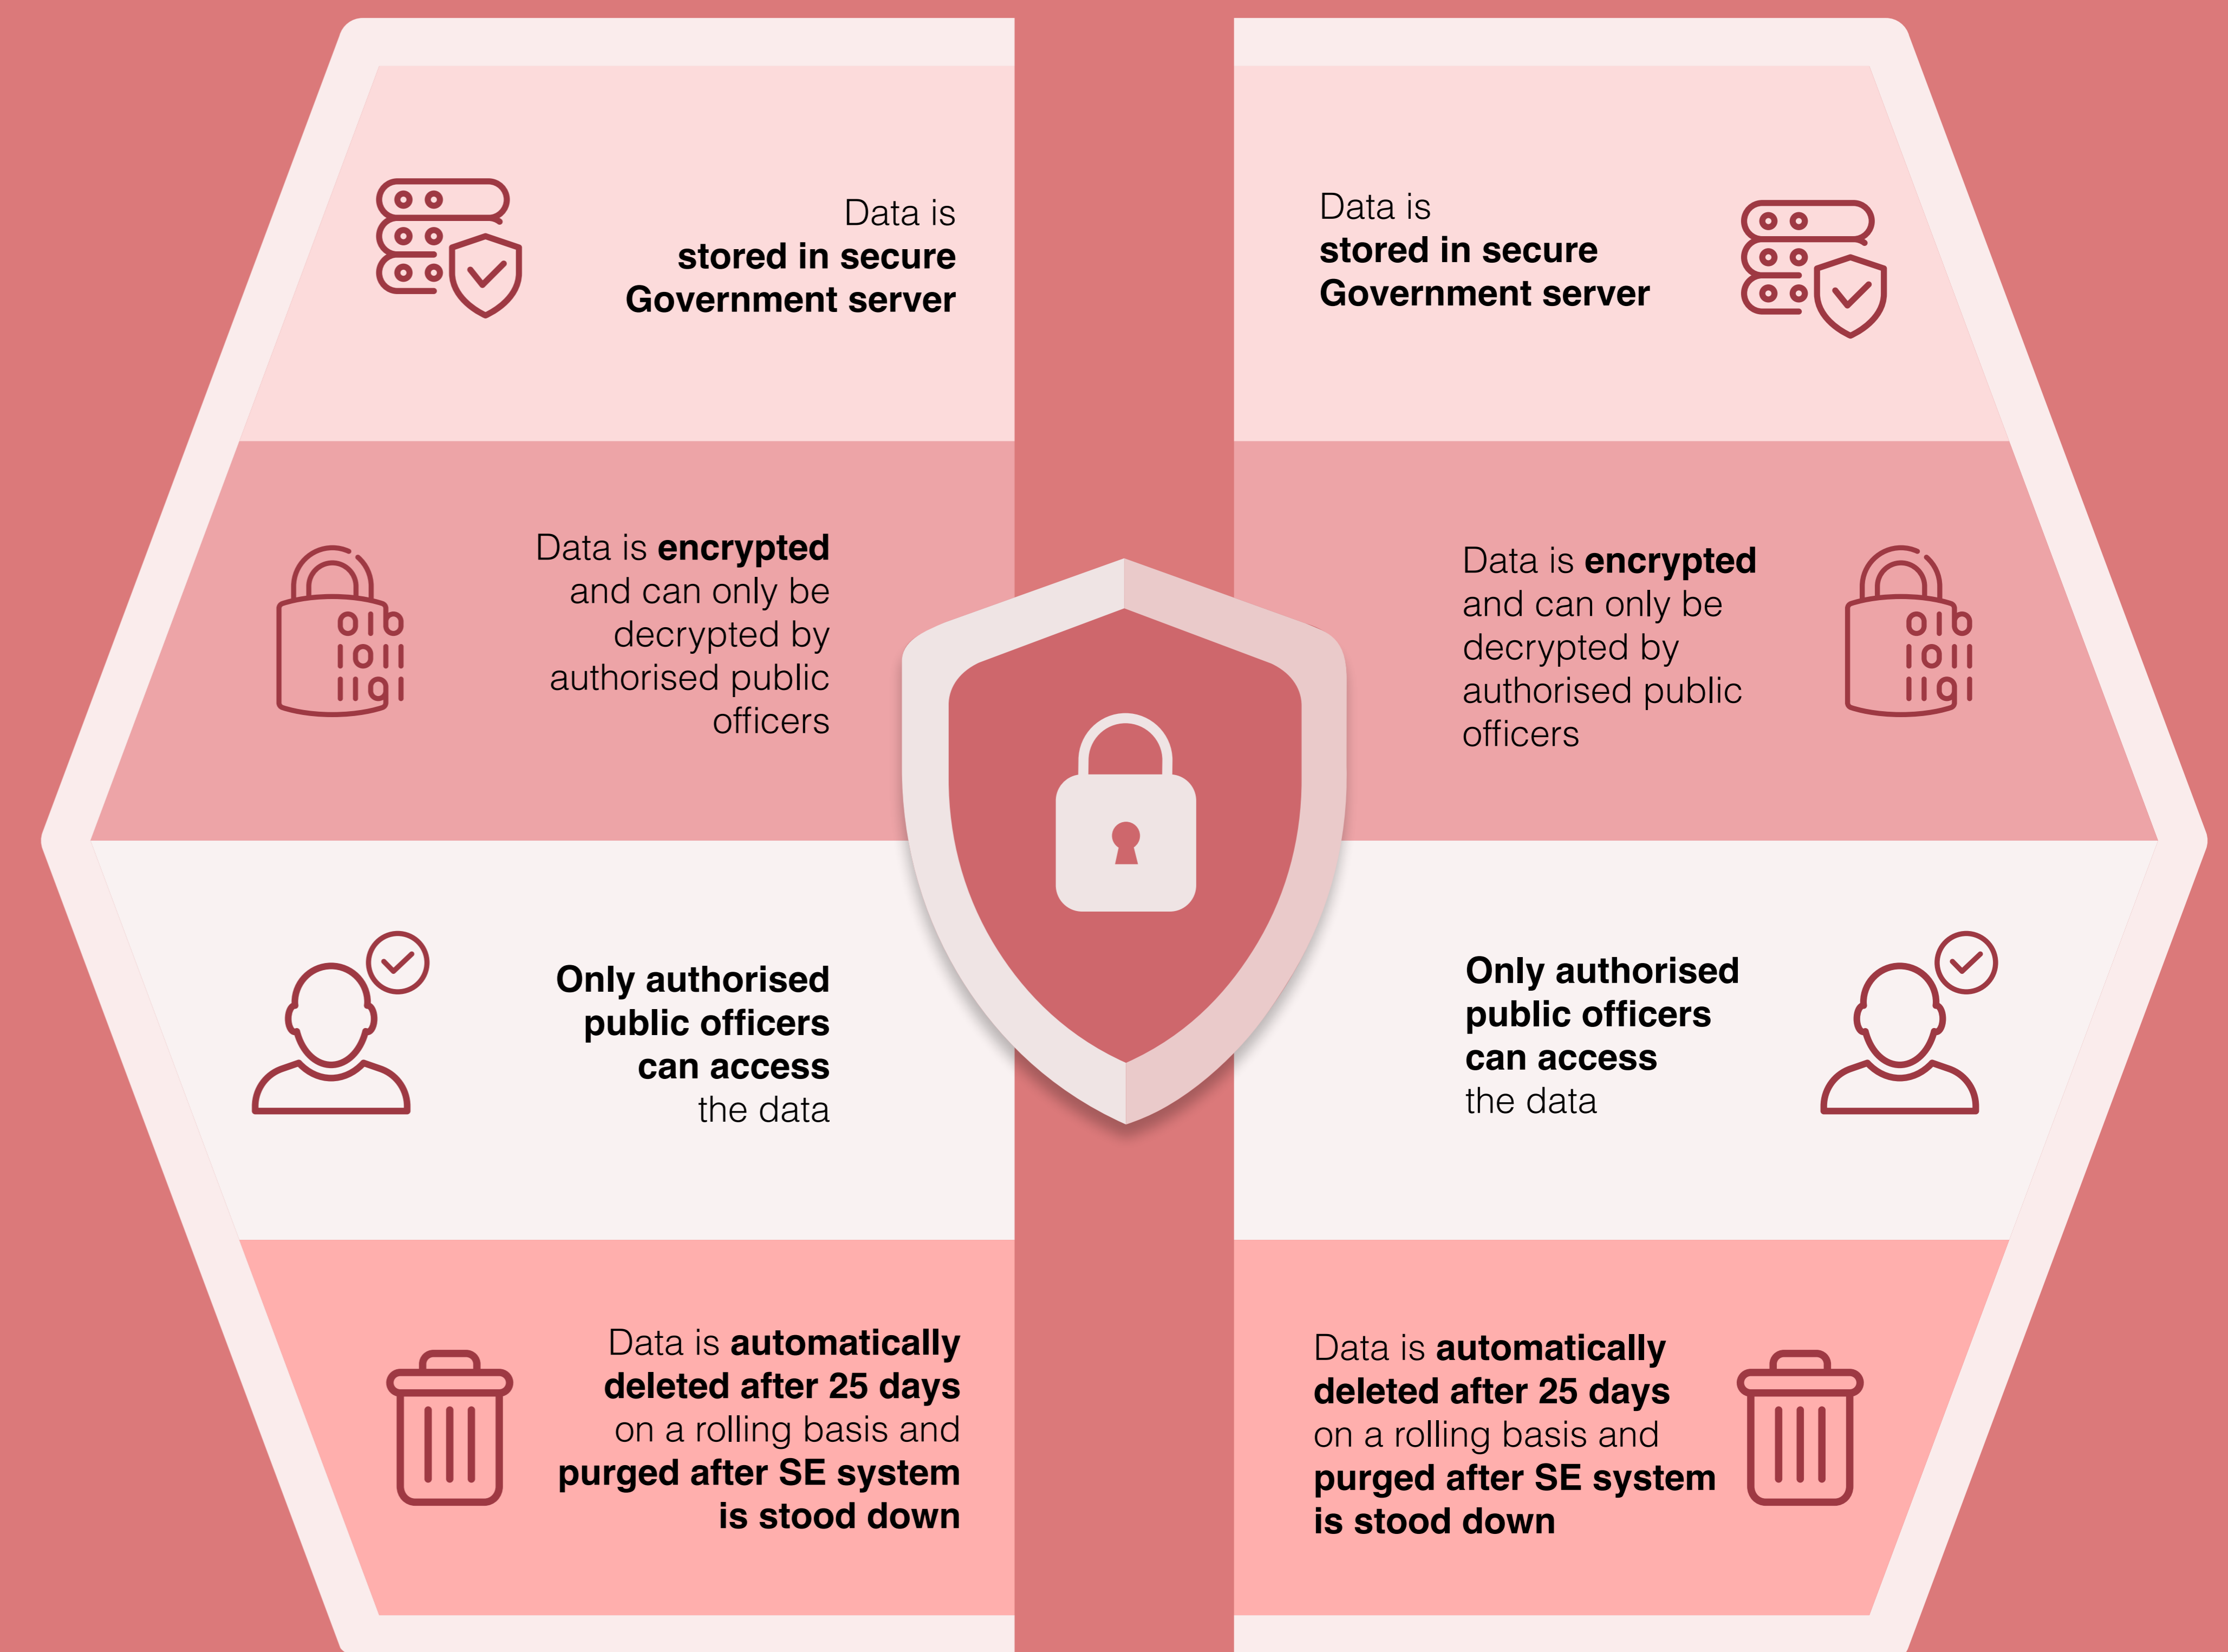 Data is
stored in secure
Government server
Data is encrypted
and can only be
decrypted by
authorised public
officers
Only authorised
public officers
can access
the data
Data is automatically
deleted after 25 days
on a rolling basis and
purged after SE system
is stood down
Data is
stored in secure
Government server
Data is encrypted
and can only be
decrypted by
authorised public
officers
Only authorised
public officers
can access
the data
Data is automatically
deleted after 25 days
on a rolling basis and
purged after SE system
is stood down